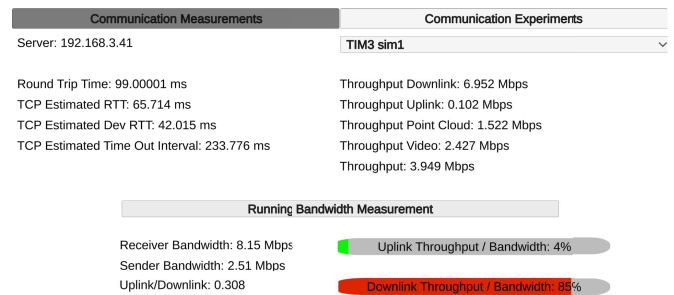 Communication Measurements
Communication Experiments
Server: 192.168.3.41
TIM3 sim1
Round Trip Time: 99.00001 ms
TCP Estimated RTT: 65.714 ms
TCP Estimated Dev RTT: 42.015 ms
TCP Estimated Time Out Interval: 233.776 ms
Throughput Downlink: 6.952 Mbps
Throughput Uplink: 0.102 Mbps
Throughput Point Cloud: 1.522 Mbps
Throughput Video: 2.427 Mbps
Throughput: 3.949 Mbps
Running Bandwidth Measurement
Receiver Bandwidth: 8.15 Mbps
Sender Bandwidth: 2.51 Mbps
Uplink/Downlink: 0.308
Uplink Throughput / Bandwidth: 4%
Downlink Throughput / Bandwidth: 85%